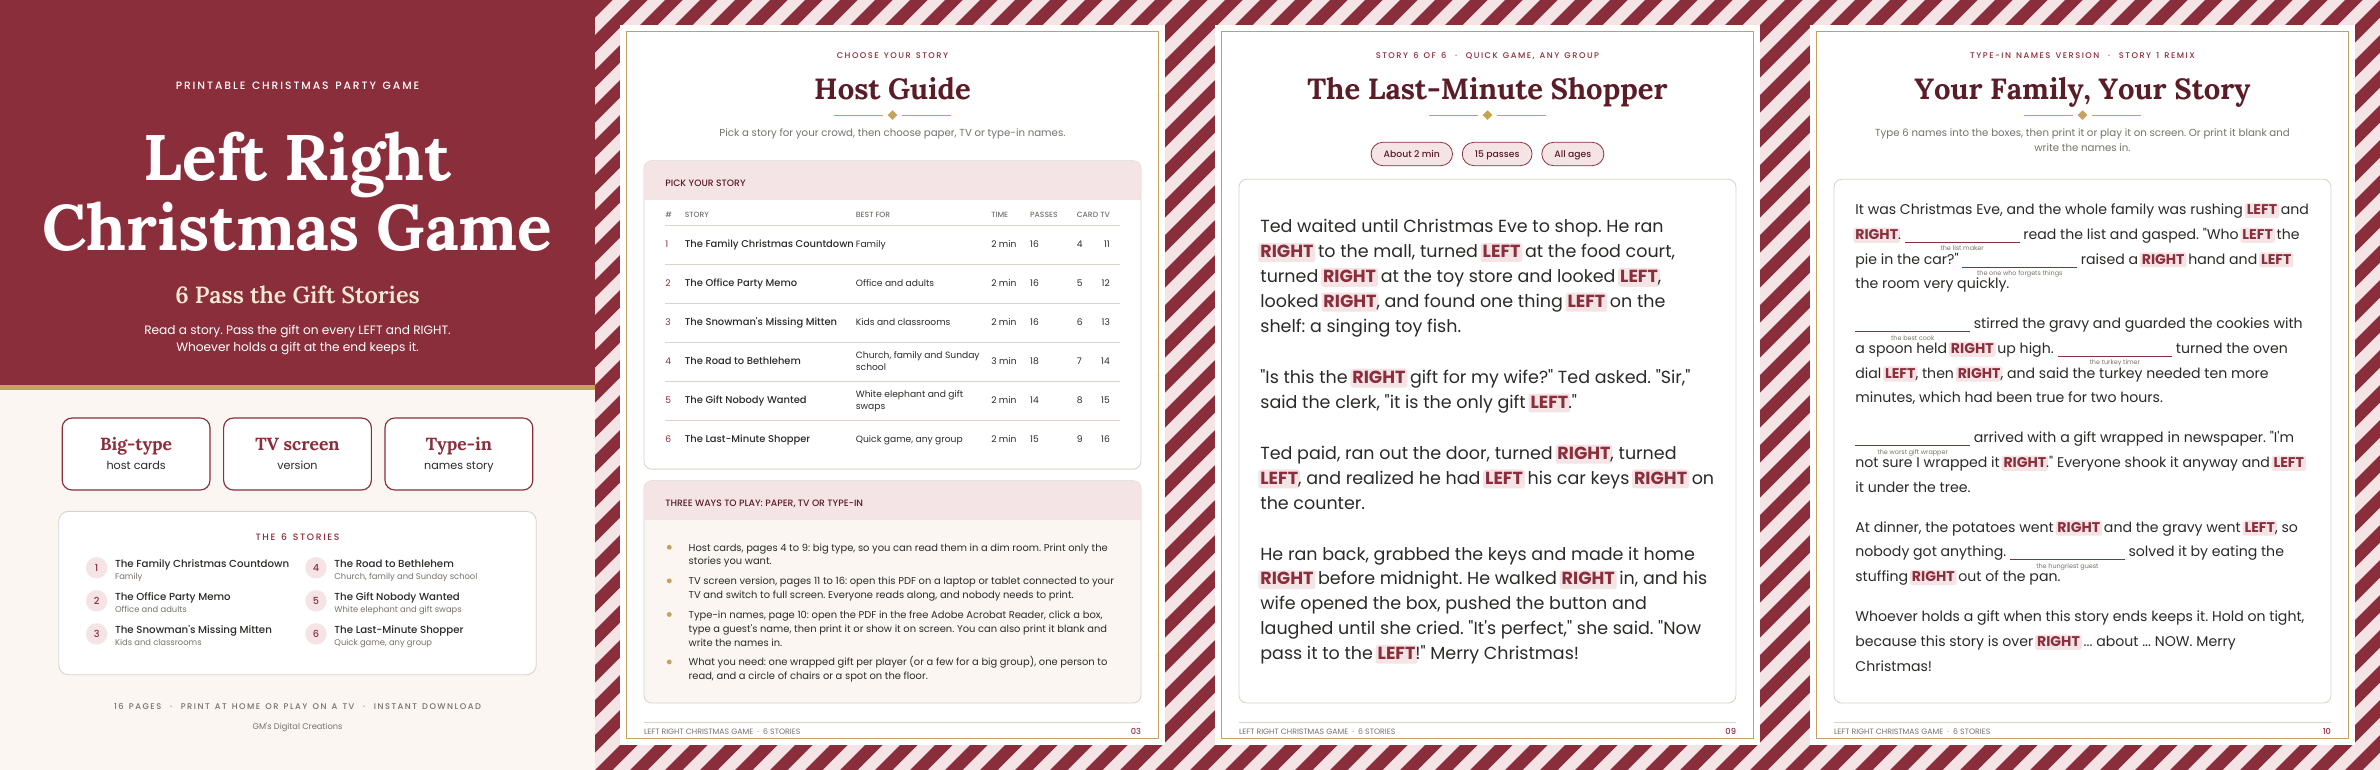 PRINTABLE CHRISTMAS PARTY GAME
Left Right
Christmas Game
6 Pass the Gift Stories
Read a story. Pass the gift on every LEFT and RIGHT.
Whoever holds a gift at the end keeps it.
Big-type
host cards
TV screen
version
Type-in
names story
THE 6 STORIES
1 The Family Christmas Countdown
Family
2 The Office Party Memo
Office and adults
3 The Snowman's Missing Mitten
Kids and classrooms
4 The Road to Bethlehem
Church, family and Sunday school
5 The Gift Nobody Wanted
White elephant and gift swaps
6 The Last-Minute Shopper
Quick game, any group
16 PAGES · PRINT AT HOME OR PLAY ON A TV · INSTANT DOWNLOAD
GM's Digital Creations
CHOOSE YOUR STORY
Host Guide
Pick a story for your crowd, then choose paper, TV or type-in names.
PICK YOUR STORY
# STORY BEST FOR TIME PASSES CARD TV
1 The Family Christmas Countdown Family 2 min 16 4 11
2 The Office Party Memo Office and adults 2 min 16 5 12
3 The Snowman's Missing Mitten Kids and classrooms 2 min 16 6 13
4 The Road to Bethlehem Church, family and Sunday school 3 min 18 7 14
5 The Gift Nobody Wanted White elephant and gift swaps 2 min 14 8 15
6 The Last-Minute Shopper Quick game, any group 2 min 15 9 16
THREE WAYS TO PLAY: PAPER, TV OR TYPE-IN
Host cards, pages 4 to 9: big type, so you can read them in a dim room. Print only the
stories you want.
TV screen version, pages 11 to 16: open this PDF on a laptop or tablet connected to your
TV and switch to full screen. Everyone reads along, and nobody needs to print.
Type-in names, page 10: open the PDF in the free Adobe Acrobat Reader, click a box,
type a guest's name, then print it or show it on screen. You can also print it blank and
write the names in.
What you need: one wrapped gift per player (or a few for a big group), one person to
read, and a circle of chairs or a spot on the floor.
LEFT RIGHT CHRISTMAS GAME · 6 STORIES 03
STORY 6 OF 6 · QUICK GAME, ANY GROUP
The Last-Minute Shopper
About 2 min
15 passes
All ages
Ted waited until Christmas Eve to shop. He ran
RIGHT to the mall, turned LEFT at the food court,
turned RIGHT at the toy store and looked LEFT,
looked RIGHT, and found one thing LEFT on the
shelf: a singing toy fish.
"Is this the RIGHT gift for my wife?" Ted asked. "Sir,"
said the clerk, "it is the only gift LEFT."
Ted paid, ran out the door, turned RIGHT, turned
LEFT, and realized he had LEFT his car keys RIGHT on
the counter.
He ran back, grabbed the keys and made it home
RIGHT before midnight. He walked RIGHT in, and his
wife opened the box, pushed the button and
laughed until she cried. "It's perfect," she said. "Now
pass it to the LEFT!" Merry Christmas!
LEFT RIGHT CHRISTMAS GAME · 6 STORIES 09
TYPE-IN NAMES VERSION · STORY 1 REMIX
Your Family, Your Story
Type 6 names into the boxes, then print it or play it on screen. Or print it blank and
write the names in.
It was Christmas Eve, and the whole family was rushing LEFT and
RIGHT. read the list and gasped. "Who LEFT the
the list maker
pie in the car?" raised a RIGHT hand and LEFT
the one who forgets things
the room very quickly.
stirred the gravy and guarded the cookies with
the best cook
a spoon held RIGHT up high. turned the oven
the turkey timer
dial LEFT, then RIGHT, and said the turkey needed ten more
minutes, which had been true for two hours.
arrived with a gift wrapped in newspaper. "I'm
the worst gift wrapper
not sure I wrapped it RIGHT." Everyone shook it anyway and LEFT
it under the tree.
At dinner, the potatoes went RIGHT and the gravy went LEFT, so
nobody got anything. solved it by eating the
the hungriest guest
stuffing RIGHT out of the pan.
Whoever holds a gift when this story ends keeps it. Hold on tight,
because this story is over RIGHT ... about ... NOW. Merry
Christmas!
LEFT RIGHT CHRISTMAS GAME · 6 STORIES 10